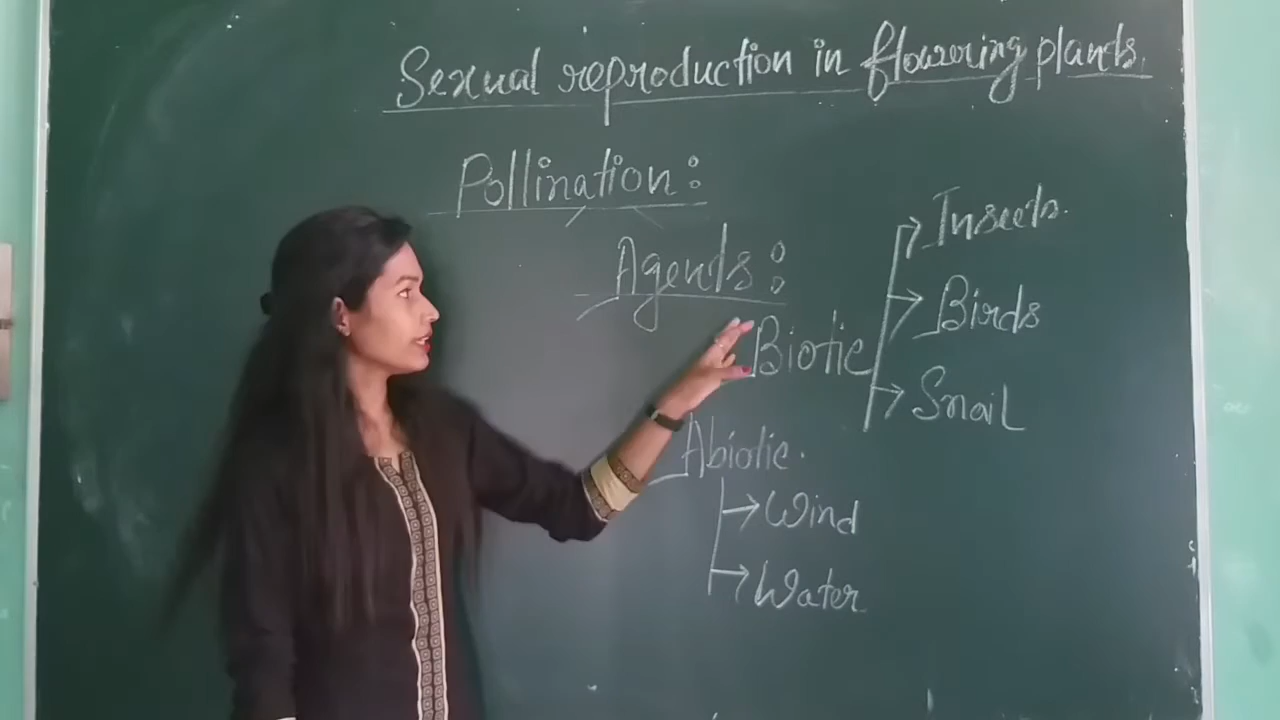 Sexual reproduction in flowering plants.
Pollination:
Agents:
Biotic
Insects.
Birds
Snail
Abiotic.
Wind
Water